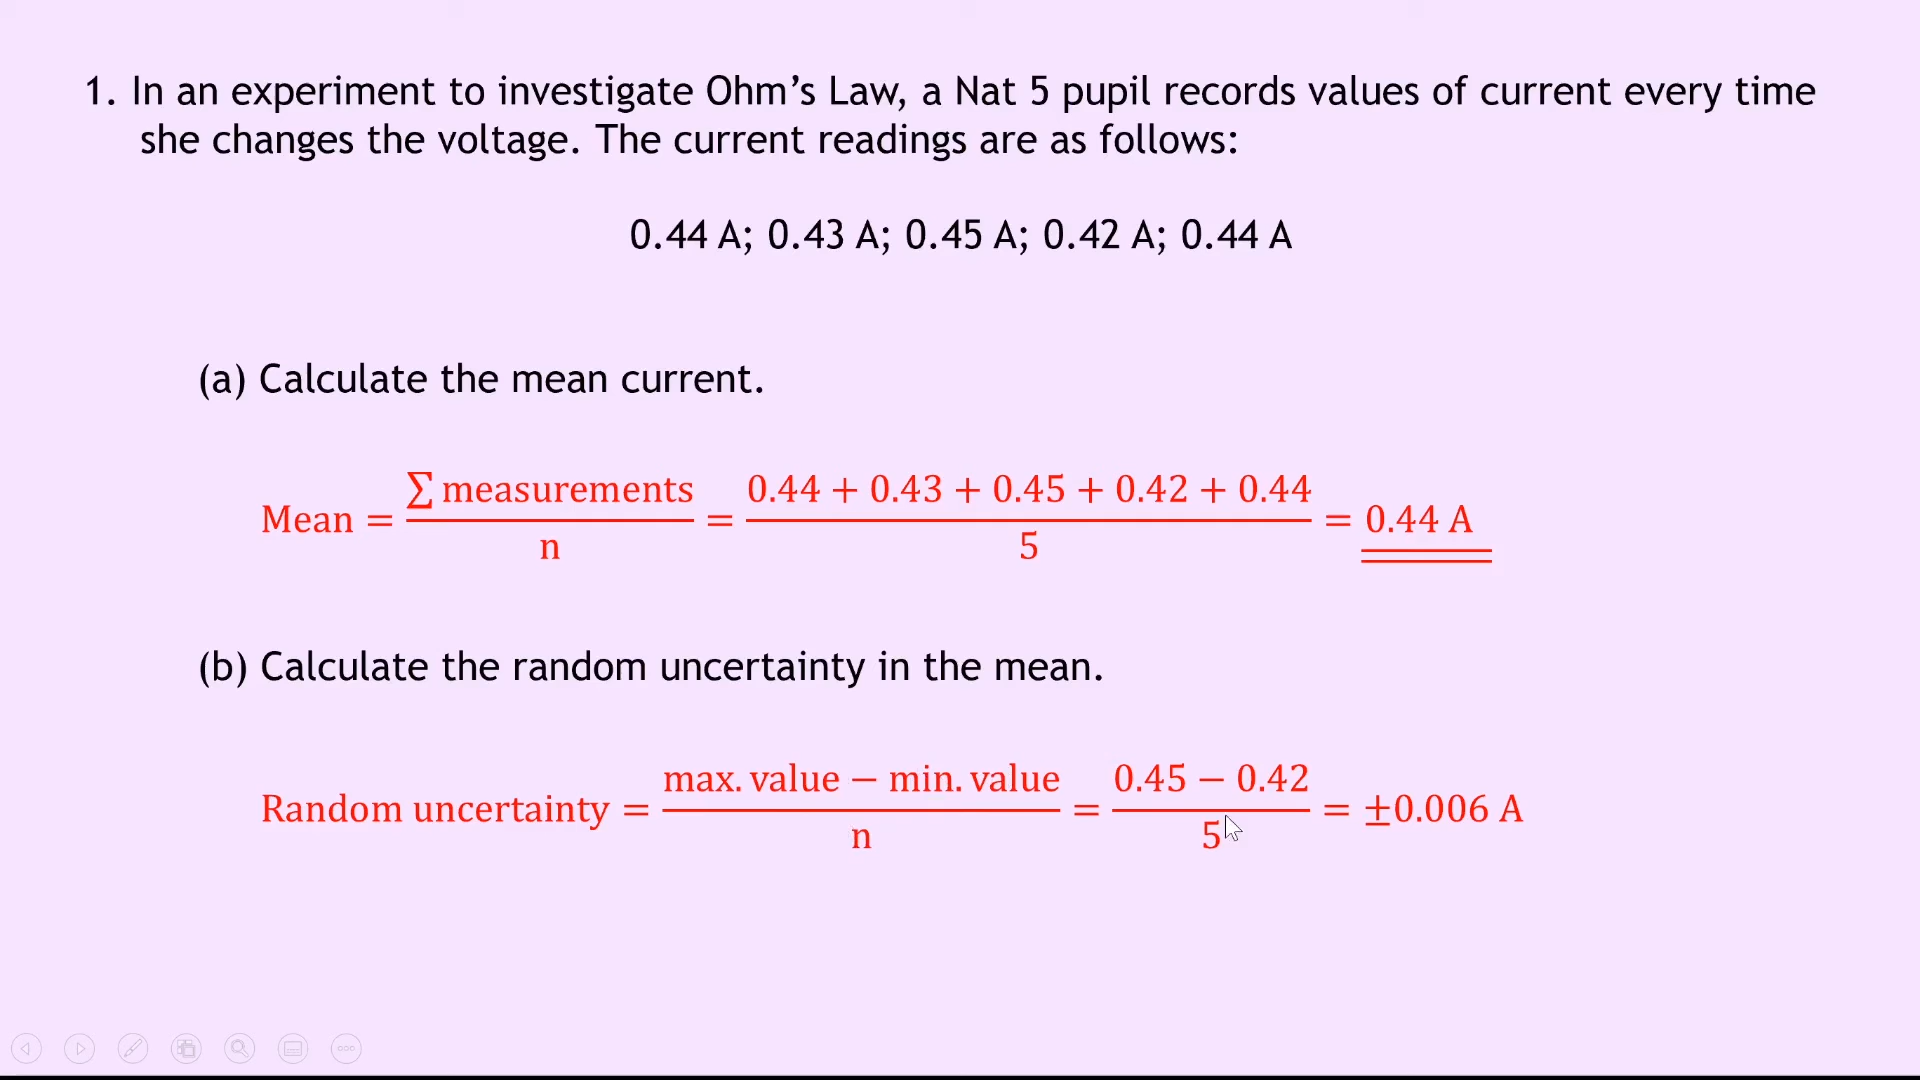 1. In an experiment to investigate Ohm’s Law, a Nat 5 pupil records values of current every time
she changes the voltage. The current readings are as follows:
0.44 A; 0.43 A; 0.45 A; 0.42 A; 0.44 A
(a) Calculate the mean current.
Mean = ∑ measurements / n = 0.44 + 0.43 + 0.45 + 0.42 + 0.44 / 5 = 0.44 A
(b) Calculate the random uncertainty in the mean.
Random uncertainty = max. value − min. value / n = 0.45 − 0.42 / 5 = ±0.006 A